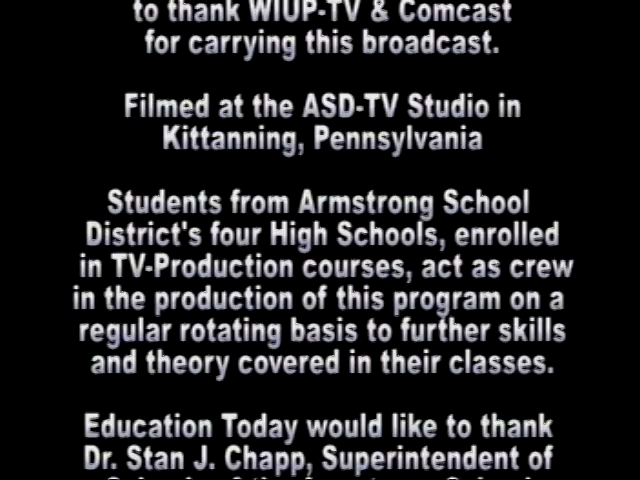 to thank WIUP-TV & Comcast
for carrying this broadcast.
Filmed at the ASD-TV Studio in
Kittanning, Pennsylvania
Students from Armstrong School
District's four High Schools, enrolled
in TV-Production courses, act as crew
in the production of this program on a
regular rotating basis to further skills
and theory covered in their classes.
Education Today would like to thank
Dr. Stan J. Chapp, Superintendent of